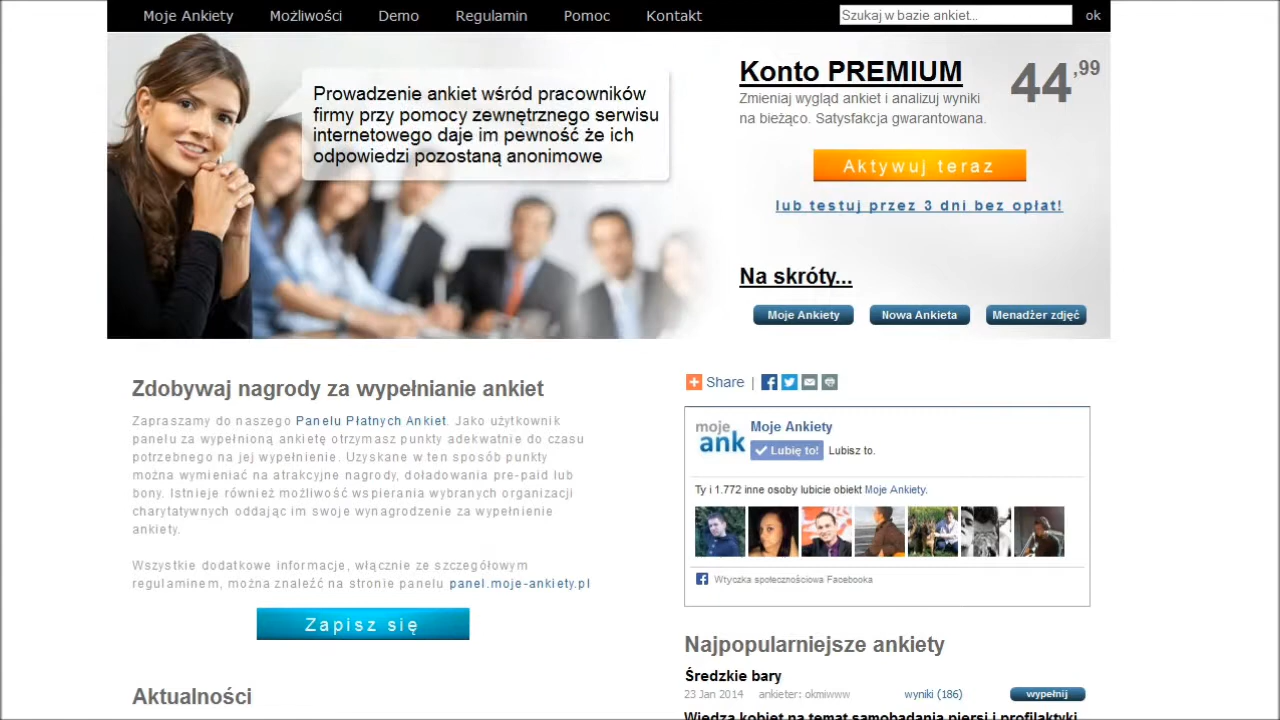 Moje Ankiety Możliwości Demo Regulamin Pomoc Kontakt Szukaj w bazie ankiet.. ok
Prowadzenie ankiet wśród pracowników
firmy przy pomocy zewnętrznego serwisu
internetowego daje im pewność że ich
odpowiedzi pozostaną anonimowe
Konto PREMIUM
44,99
Zmieniaj wygląd ankiet i analizuj wyniki
na bieżąco. Satysfakcja gwarantowana.
Aktywuj teraz
lub testuj przez 3 dni bez opłat!
Na skróty...
Moje Ankiety Nowa Ankieta Menadżer zdjęć
Zdobywaj nagrody za wypełnianie ankiet
Zapraszamy do naszego Panelu Płatnych Ankiet. Jako użytkownik
panelu za wypełnioną ankietę otrzymasz punkty adekwatnie do czasu
potrzebnego na jej wypełnienie. Uzyskane w ten sposób punkty
można wymieniać na atrakcyjne nagrody, doładowania pre-paid lub
bony. Istnieje również możliwość wspierania wybranych organizacji
charytatywnych oddając im swoje wynagrodzenie za wypełnienie
ankiety.
Wszystkie dodatkowe informacje, włącznie ze szczegółowym
regulaminem, można znaleźć na stronie panelu panel.moje-ankiety.pl
Zapisz się
Aktualności
Share |
moje
ank
Moje Ankiety
Lubię to! Lubisz to.
Ty i 1.772 inne osoby lubicie obiekt Moje Ankiety.
Wtyczka społecznościowa Facebooka
Najpopularniejsze ankiety
Średzkie bary
23 Jan 2014 ankieter: okmiwww wyniki (186) wypełnij
Wiedza kobiet na temat samobadania piersi i profilaktyki